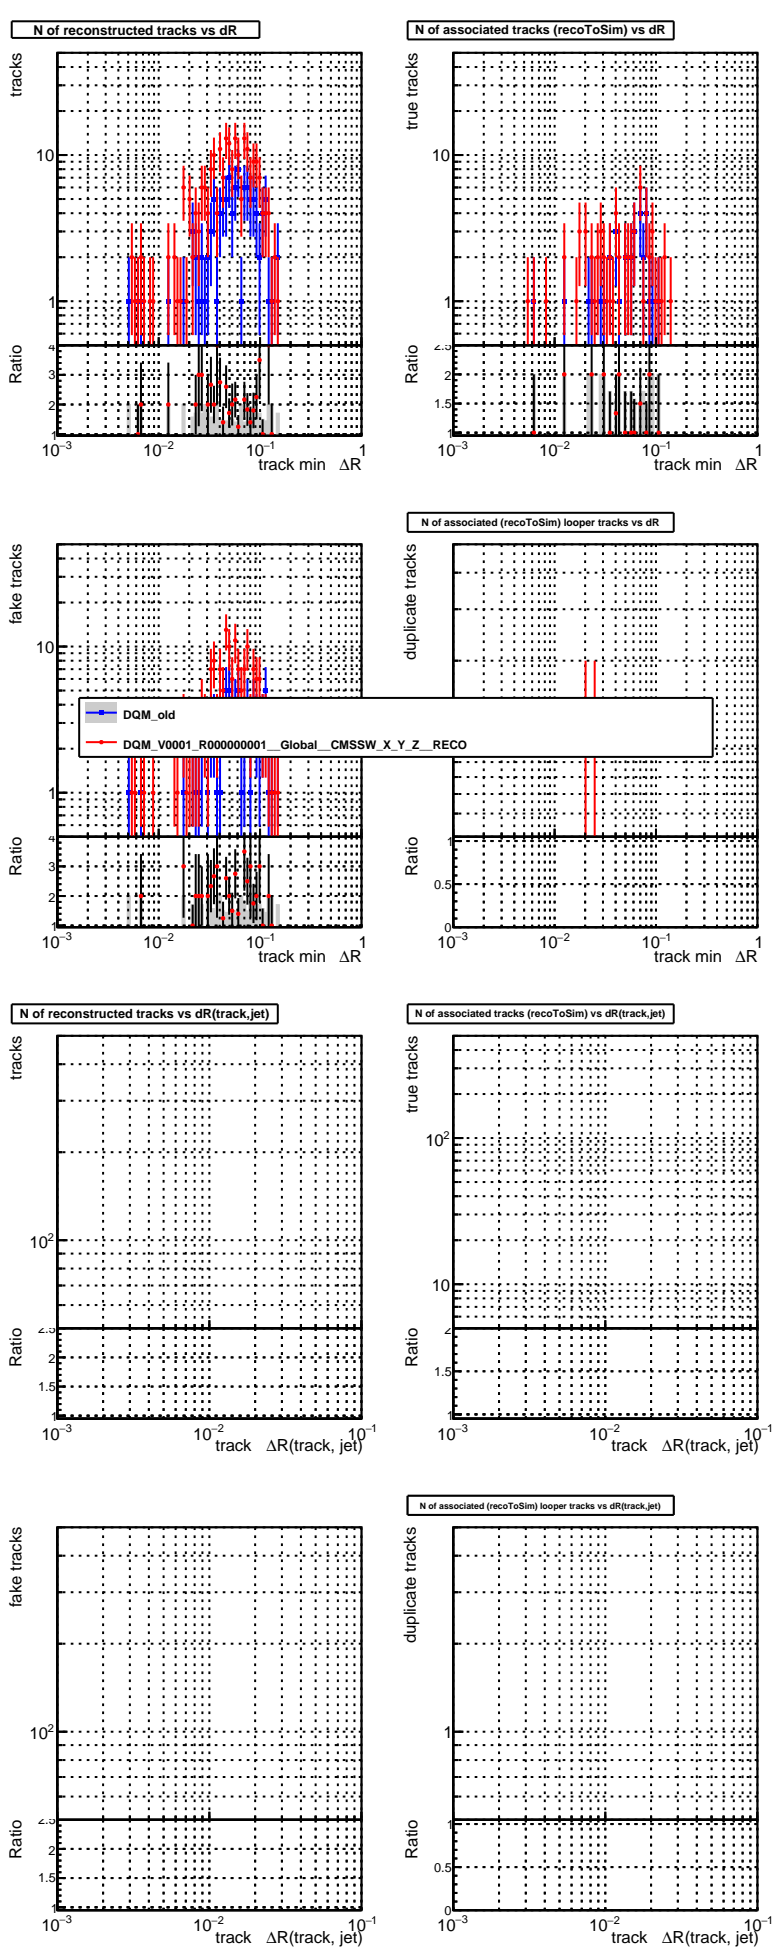 N of reconstructed tracks vs dR
tracks
10
1
Ratio
4
3
2
1
10−3
10−2
10−1
1
track min ΔR
N of associated tracks (recoToSim) vs dR
true tracks
10
1
Ratio
2.5
2
1.5
1
10−3
10−2
10−1
1
track min ΔR
fake tracks
10
1
Ratio
4
3
2
1
10−3
10−2
10−1
1
track min ΔR
N of associated (recoToSim) looper tracks vs dR
duplicate tracks
Ratio
1
0.5
0
10−3
10−2
10−1
1
track min ΔR
DQM_old
DQM_V0001_R000000001__Global__CMSSW_X_Y_Z__RECO
N of reconstructed tracks vs dR(track,jet)
tracks
102
Ratio
2.5
2
1.5
1
10−3
10−2
10−1
track ΔR(track, jet)
N of associated tracks (recoToSim) vs dR(track,jet)
true tracks
102
10
Ratio
2
1.5
1
10−3
10−2
10−1
track ΔR(track, jet)
fake tracks
102
Ratio
2.5
2
1.5
1
10−3
10−2
10−1
track ΔR(track, jet)
N of associated (recoToSim) looper tracks vs dR(track,jet)
duplicate tracks
1
Ratio
1
0.5
0
10−3
10−2
10−1
track ΔR(track, jet)